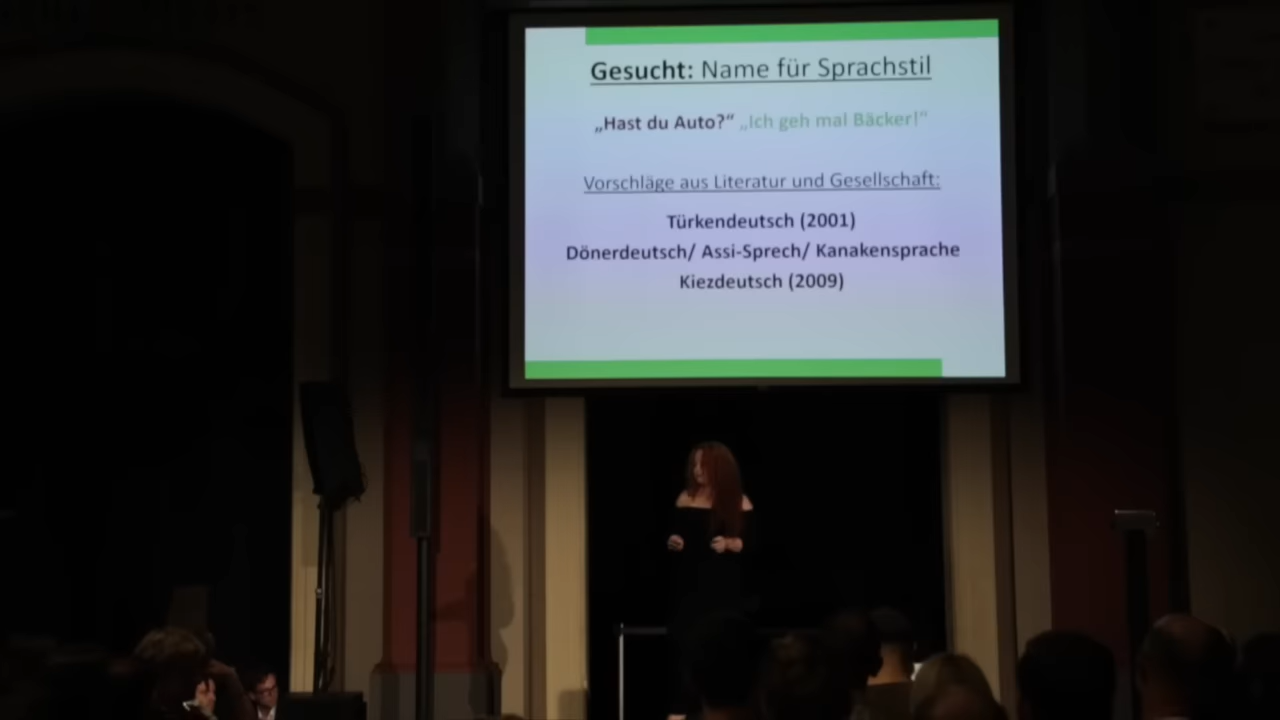 Gesucht: Name für Sprachstil
„Hast du Auto?“ „Ich geh mal Bäcker!“
Vorschläge aus Literatur und Gesellschaft:
Türkendeutsch (2001)
Dönerdeutsch/ Assi-Sprech/ Kanakensprache
Kiezdeutsch (2009)